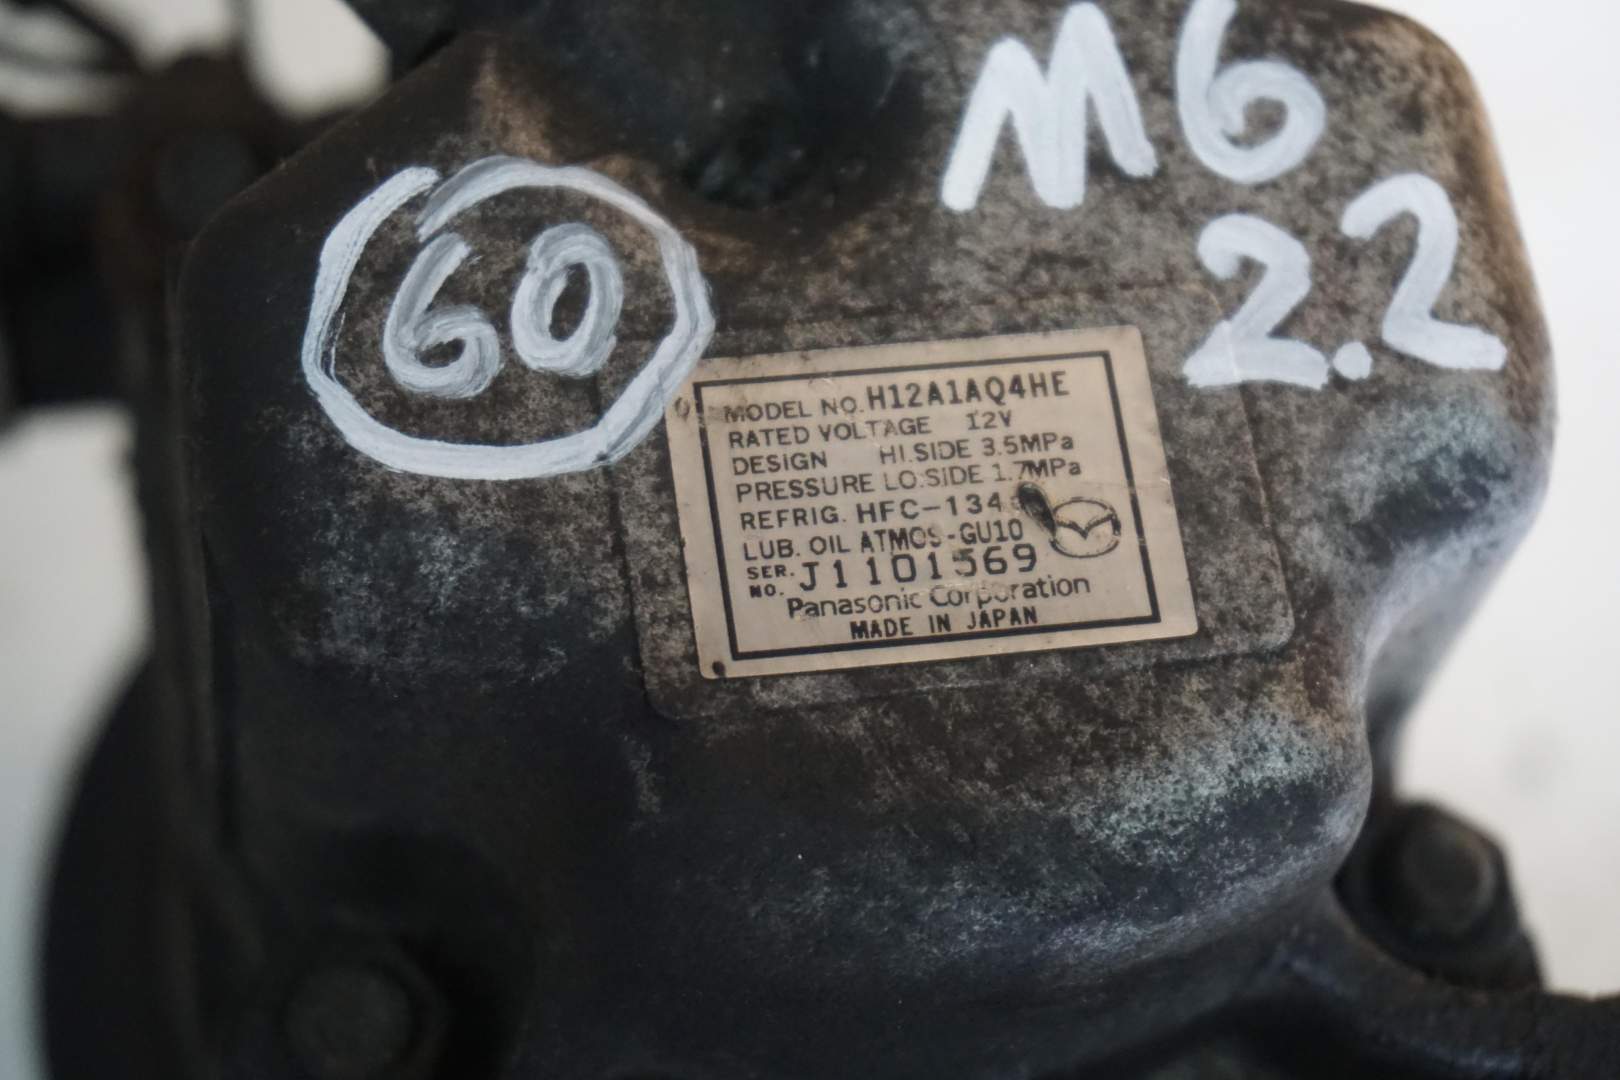 M6
2.2
60
MODEL NO. H12A1AQ4HE
RATED VOLTAGE 12V
DESIGN HI.SIDE 3.5MPa
PRESSURE LO.SIDE 1.7MPa
REFRIG. HFC-134
LUB. OIL ATMOS-GU10
SER. NO. J1101569
Panasonic Corporation
MADE IN JAPAN